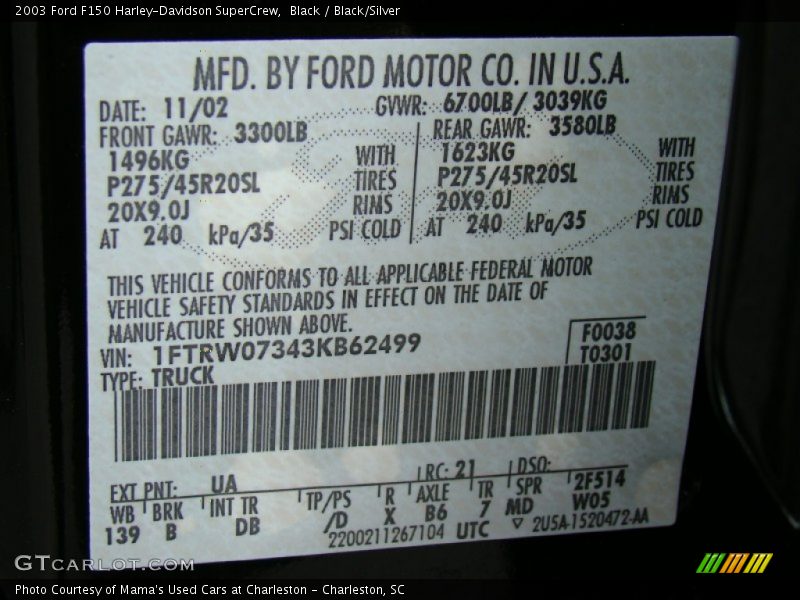 2003 Ford F150 Harley-Davidson SuperCrew, Black / Black/Silver
MFD. BY FORD MOTOR CO. IN U.S.A.
DATE: 11/02 GVWR: 6700LB/ 3039KG
FRONT GAWR: 3300LB REAR GAWR: 3580LB
1496KG WITH 1623KG WITH
P275/45R20SL TIRES P275/45R20SL TIRES
20X9.0J RIMS 20X9.0J RIMS
AT 240 kPa/35 PSI COLD AT 240 kPa/35 PSI COLD
THIS VEHICLE CONFORMS TO ALL APPLICABLE FEDERAL MOTOR
VEHICLE SAFETY STANDARDS IN EFFECT ON THE DATE OF
MANUFACTURE SHOWN ABOVE.
VIN: 1FTRW07343KB62499 F0038
TYPE: TRUCK T0301
EXT PNT: UA RC: 21 DSO:
WB BRK INT TR TP/PS R AXLE TR SPR 2F514
139 B DB /D X B6 7 MD W05
2200211267104 UTC ▽ 2U5A-1520472-AA
GTCARLOT.COM
Photo Courtesy of Mama's Used Cars at Charleston - Charleston, SC